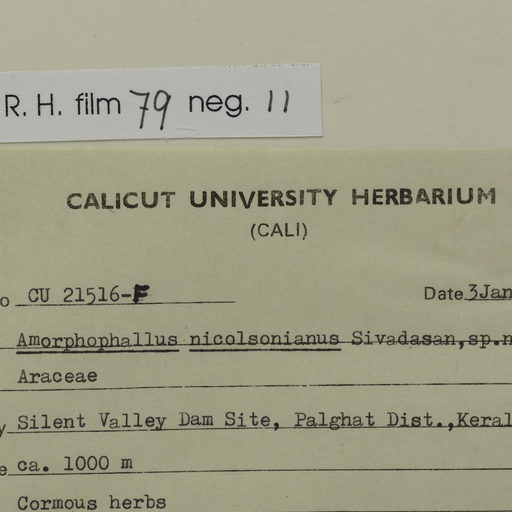 R. H. film 79 neg. 11
CALICUT UNIVERSITY HERBARIUM
(CALI)
o CU 21516-F Date 3Jan
Amorphophallus nicolsonianus Sivadasan,sp.n
Araceae
y Silent Valley Dam Site, Palghat Dist.,Keral
e ca. 1000 m
Cormous herbs